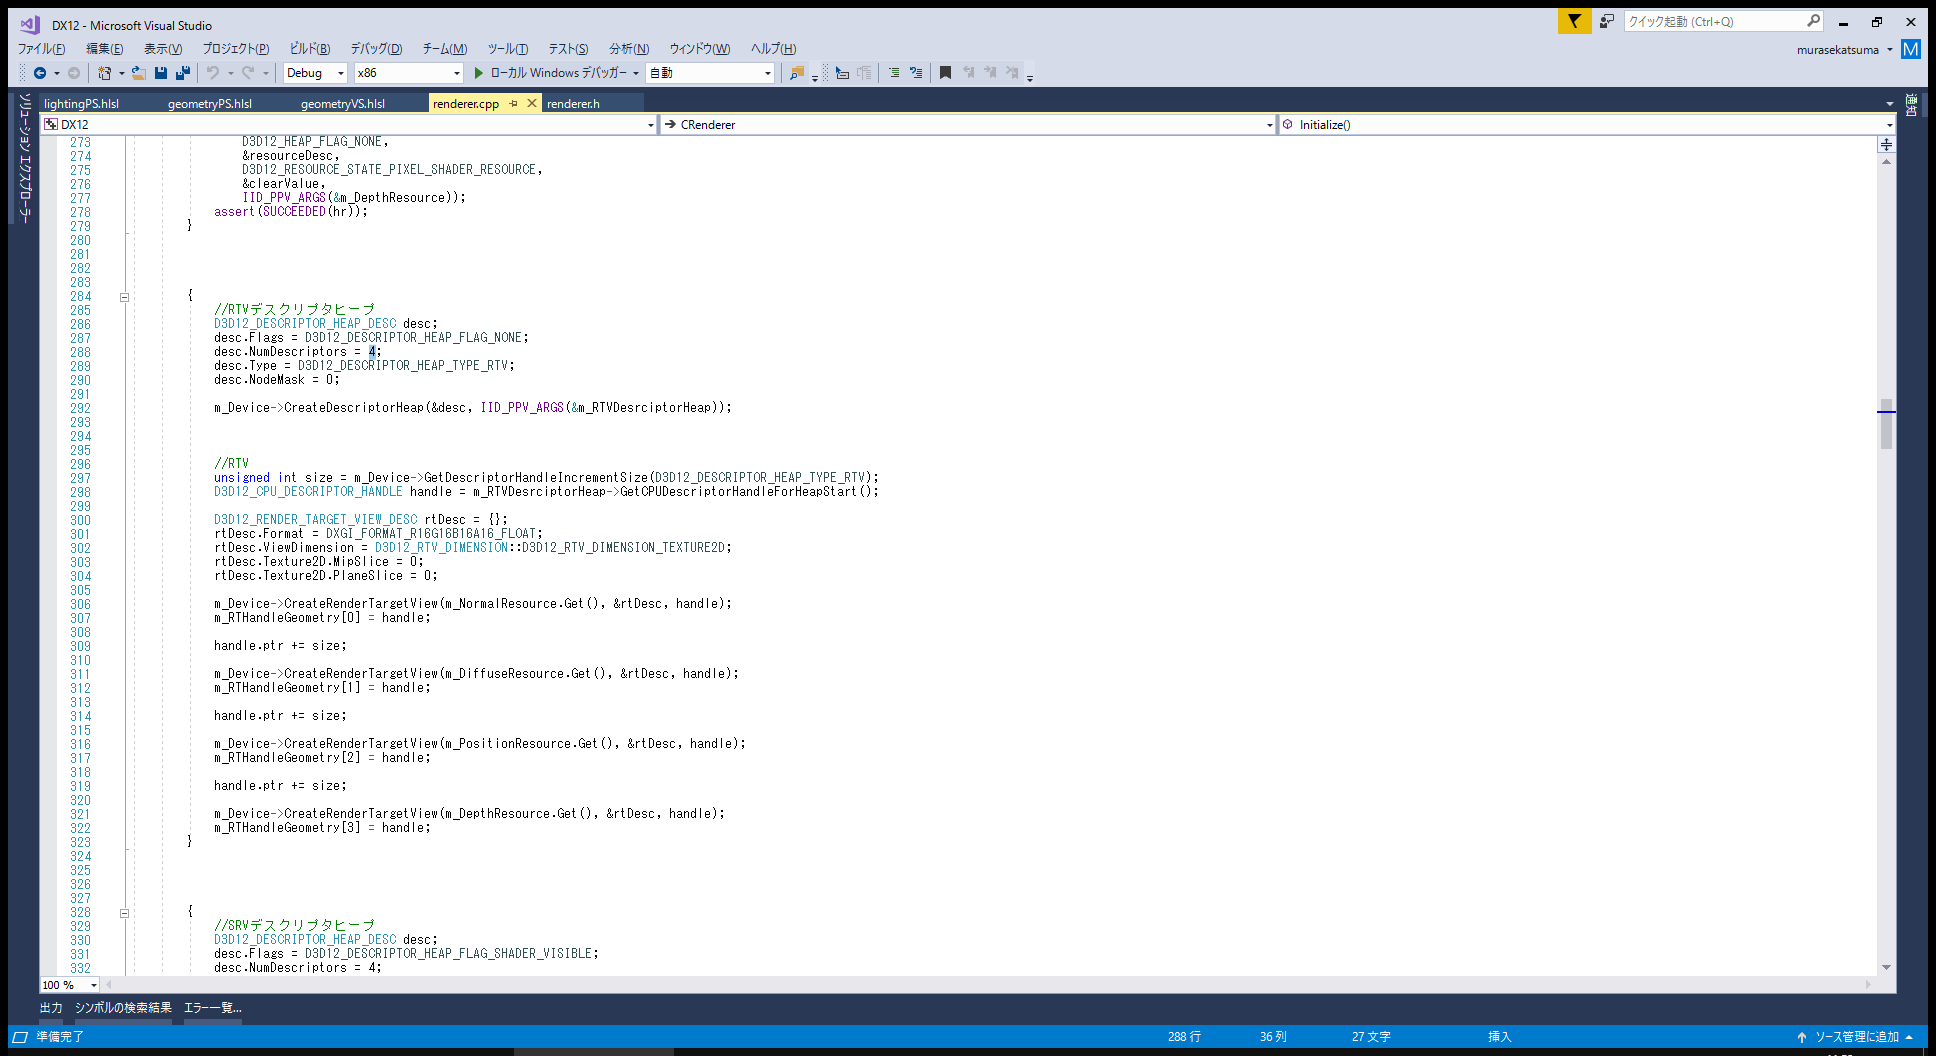 DX12 - Microsoft Visual Studio
クイック起動 (Ctrl+Q)
ファイル(F) 編集(E) 表示(V) プロジェクト(P) ビルド(B) デバッグ(D) チーム(M) ツール(T) テスト(S) 分析(N) ウィンドウ(W) ヘルプ(H)
murasekatsuma M
Debug x86 ローカル Windows デバッガー 自動
ソリューション エクスプローラー
通知
lightingPS.hlsl geometryPS.hlsl geometryVS.hlsl renderer.cpp renderer.h
DX12 CRenderer Initialize()
273 D3D12_HEAP_FLAG_NONE,
274 &resourceDesc,
275 D3D12_RESOURCE_STATE_PIXEL_SHADER_RESOURCE,
276 &clearValue,
277 IID_PPV_ARGS(&m_DepthResource));
278 assert(SUCCEEDED(hr));
279 }
280
281
282
283
284 {
285 //RTVデスクリプタヒープ
286 D3D12_DESCRIPTOR_HEAP_DESC desc;
287 desc.Flags = D3D12_DESCRIPTOR_HEAP_FLAG_NONE;
288 desc.NumDescriptors = 4;
289 desc.Type = D3D12_DESCRIPTOR_HEAP_TYPE_RTV;
290 desc.NodeMask = 0;
291
292 m_Device->CreateDescriptorHeap(&desc, IID_PPV_ARGS(&m_RTVDesrciptorHeap));
293
294
295
296 //RTV
297 unsigned int size = m_Device->GetDescriptorHandleIncrementSize(D3D12_DESCRIPTOR_HEAP_TYPE_RTV);
298 D3D12_CPU_DESCRIPTOR_HANDLE handle = m_RTVDesrciptorHeap->GetCPUDescriptorHandleForHeapStart();
299
300 D3D12_RENDER_TARGET_VIEW_DESC rtDesc = {};
301 rtDesc.Format = DXGI_FORMAT_R16G16B16A16_FLOAT;
302 rtDesc.ViewDimension = D3D12_RTV_DIMENSION::D3D12_RTV_DIMENSION_TEXTURE2D;
303 rtDesc.Texture2D.MipSlice = 0;
304 rtDesc.Texture2D.PlaneSlice = 0;
305
306 m_Device->CreateRenderTargetView(m_NormalResource.Get(), &rtDesc, handle);
307 m_RTHandleGeometry[0] = handle;
308
309 handle.ptr += size;
310
311 m_Device->CreateRenderTargetView(m_DiffuseResource.Get(), &rtDesc, handle);
312 m_RTHandleGeometry[1] = handle;
313
314 handle.ptr += size;
315
316 m_Device->CreateRenderTargetView(m_PositionResource.Get(), &rtDesc, handle);
317 m_RTHandleGeometry[2] = handle;
318
319 handle.ptr += size;
320
321 m_Device->CreateRenderTargetView(m_DepthResource.Get(), &rtDesc, handle);
322 m_RTHandleGeometry[3] = handle;
323 }
324
325
326
327
328 {
329 //SRVデスクリプタヒープ
330 D3D12_DESCRIPTOR_HEAP_DESC desc;
331 desc.Flags = D3D12_DESCRIPTOR_HEAP_FLAG_SHADER_VISIBLE;
332 desc.NumDescriptors = 4;
100 %
出力 シンボルの検索結果 エラー一覧...
準備完了 288 行 36 列 27 文字 挿入 ソース管理に追加